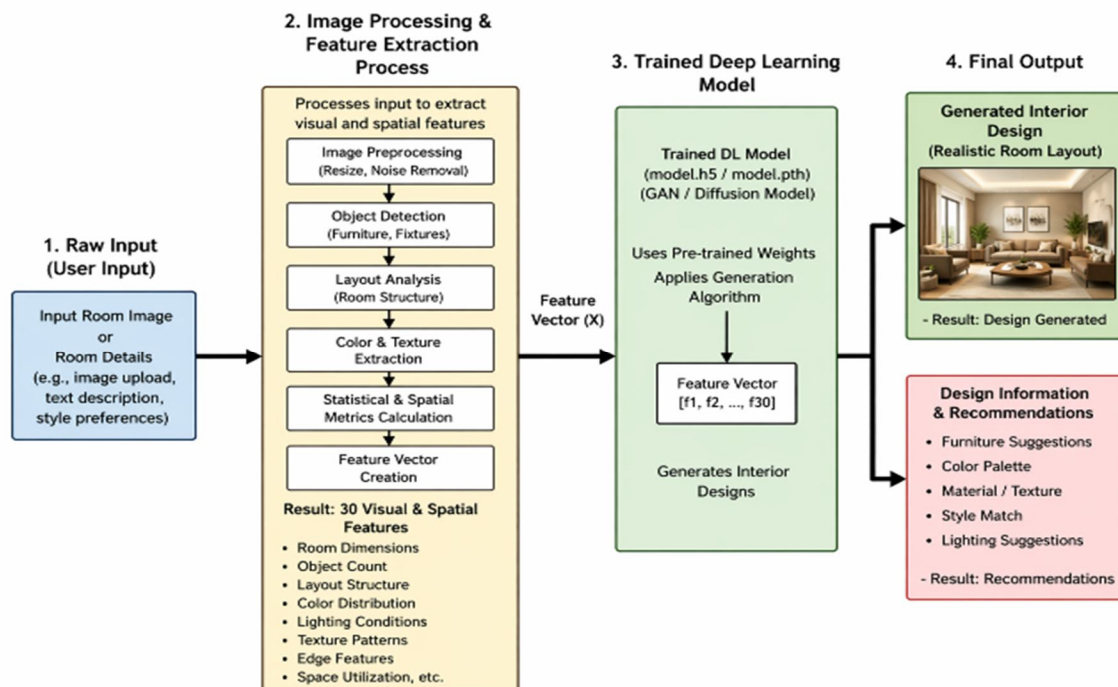 1. Raw Input
(User Input)
Input Room Image
or
Room Details
(e.g., image upload,
text description,
style preferences)
2. Image Processing &
Feature Extraction
Process
Processes input to extract
visual and spatial features
Image Preprocessing
(Resize, Noise Removal)
Object Detection
(Furniture, Fixtures)
Layout Analysis
(Room Structure)
Color & Texture
Extraction
Statistical & Spatial
Metrics Calculation
Feature Vector
Creation
Result: 30 Visual & Spatial
Features
• Room Dimensions
• Object Count
• Layout Structure
• Color Distribution
• Lighting Conditions
• Texture Patterns
• Edge Features
• Space Utilization, etc.
Feature
Vector (X)
3. Trained Deep Learning
Model
Trained DL Model
(model.h5 / model.pth)
(GAN / Diffusion Model)
Uses Pre-trained Weights
Applies Generation
Algorithm
Feature Vector
[f1, f2, ..., f30]
Generates Interior
Designs
4. Final Output
Generated Interior
Design
(Realistic Room Layout)
- Result: Design Generated
Design Information
& Recommendations
• Furniture Suggestions
• Color Palette
• Material / Texture
• Style Match
• Lighting Suggestions
- Result: Recommendations